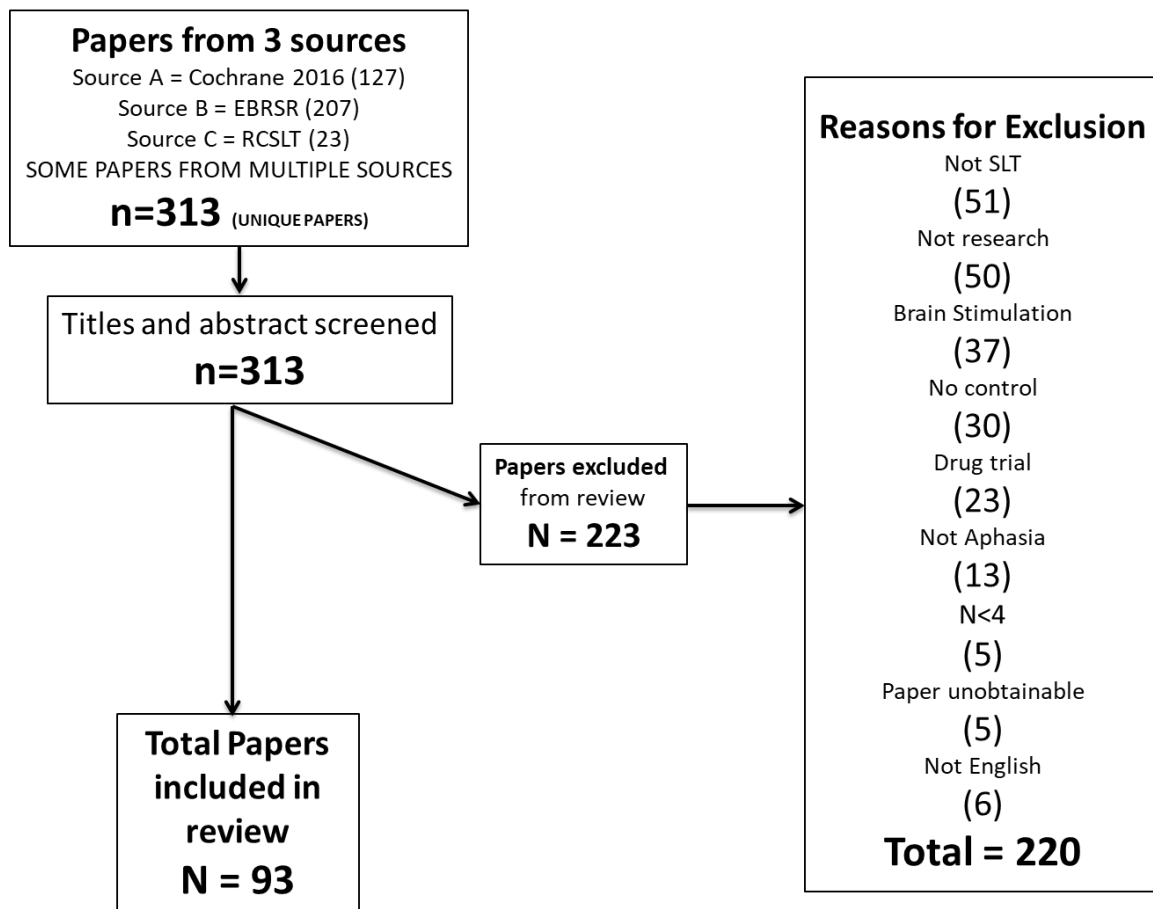 Papers from 3 sources
Source A = Cochrane 2016 (127)
Source B = EBRSR (207)
Source C = RCSLT (23)
SOME PAPERS FROM MULTIPLE SOURCES
n=313 (UNIQUE PAPERS)
Titles and abstract screened
n=313
Papers excluded
from review
N = 223
Reasons for Exclusion
Not SLT
(51)
Not research
(50)
Brain Stimulation
(37)
No control
(30)
Drug trial
(23)
Not Aphasia
(13)
N<4
(5)
Paper unobtainable
(5)
Not English
(6)
Total = 220
Total Papers
included in
review
N = 93